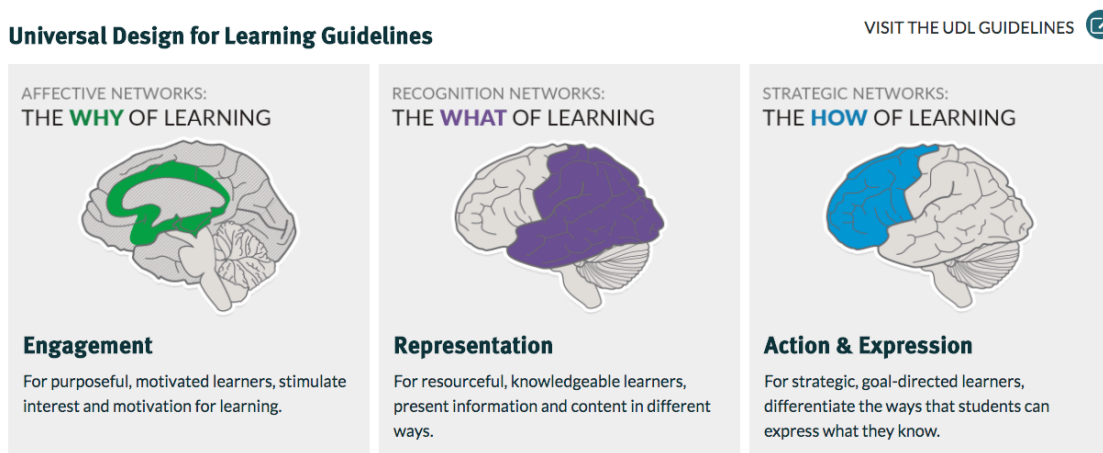 Universal Design for Learning Guidelines
VISIT THE UDL GUIDELINES
AFFECTIVE NETWORKS:
THE WHY OF LEARNING
Engagement
For purposeful, motivated learners, stimulate
interest and motivation for learning.
RECOGNITION NETWORKS:
THE WHAT OF LEARNING
Representation
For resourceful, knowledgeable learners,
present information and content in different
ways.
STRATEGIC NETWORKS:
THE HOW OF LEARNING
Action & Expression
For strategic, goal-directed learners,
differentiate the ways that students can
express what they know.